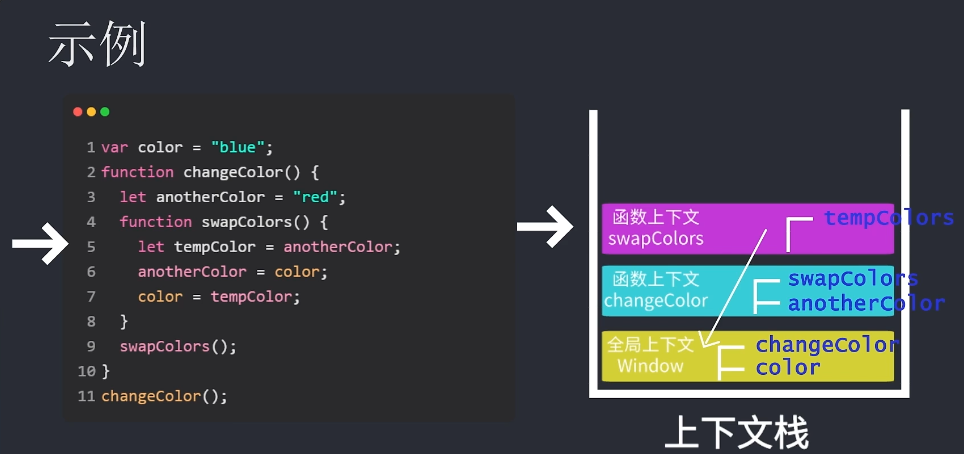 示例
1 var color = "blue";
2 function changeColor() {
3   let anotherColor = "red";
4   function swapColors() {
5     let tempColor = anotherColor;
6     anotherColor = color;
7     color = tempColor;
8   }
9   swapColors();
10 }
11 changeColor();
函数上下文
swapColors
tempColors
函数上下文
changeColor
swapColors
anotherColor
全局上下文
Window
changeColor
color
上下文栈